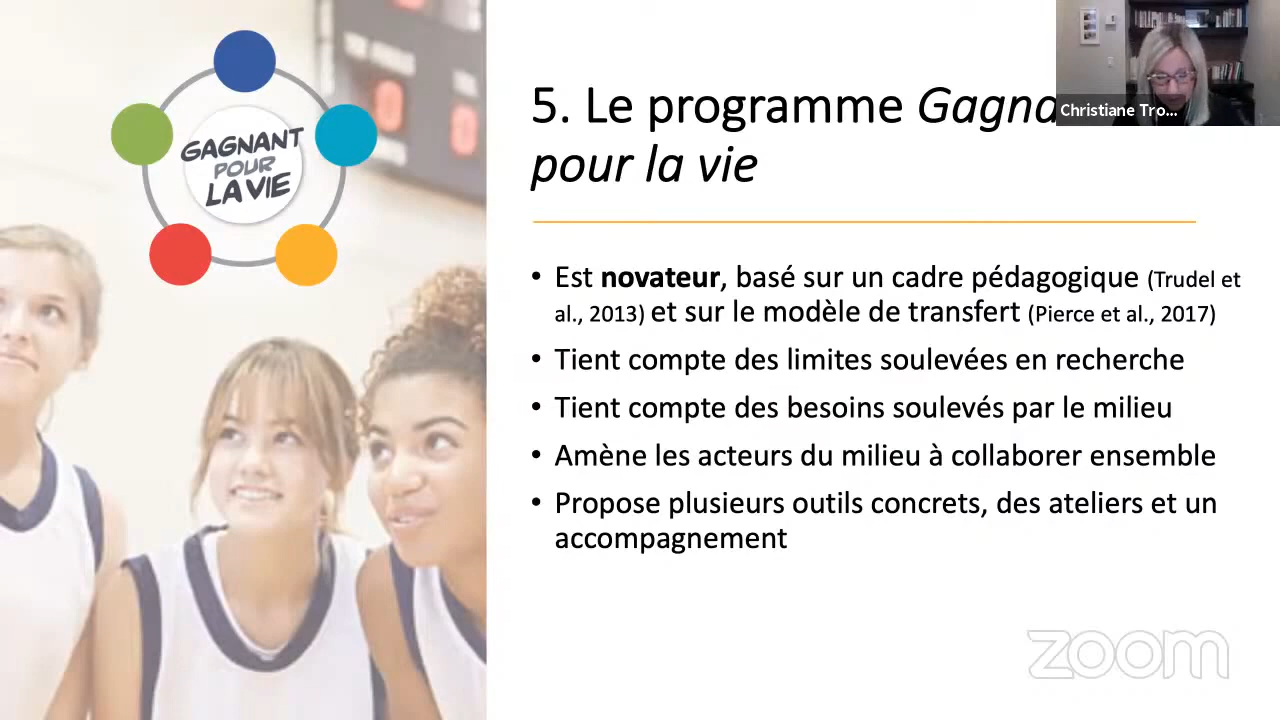 GAGNANT
POUR
LA VIE
5. Le programme Gagna
pour la vie
Christiane Tro...
• Est novateur, basé sur un cadre pédagogique (Trudel et
al., 2013) et sur le modèle de transfert (Pierce et al., 2017)
• Tient compte des limites soulevées en recherche
• Tient compte des besoins soulevés par le milieu
• Amène les acteurs du milieu à collaborer ensemble
• Propose plusieurs outils concrets, des ateliers et un
accompagnement
zoom